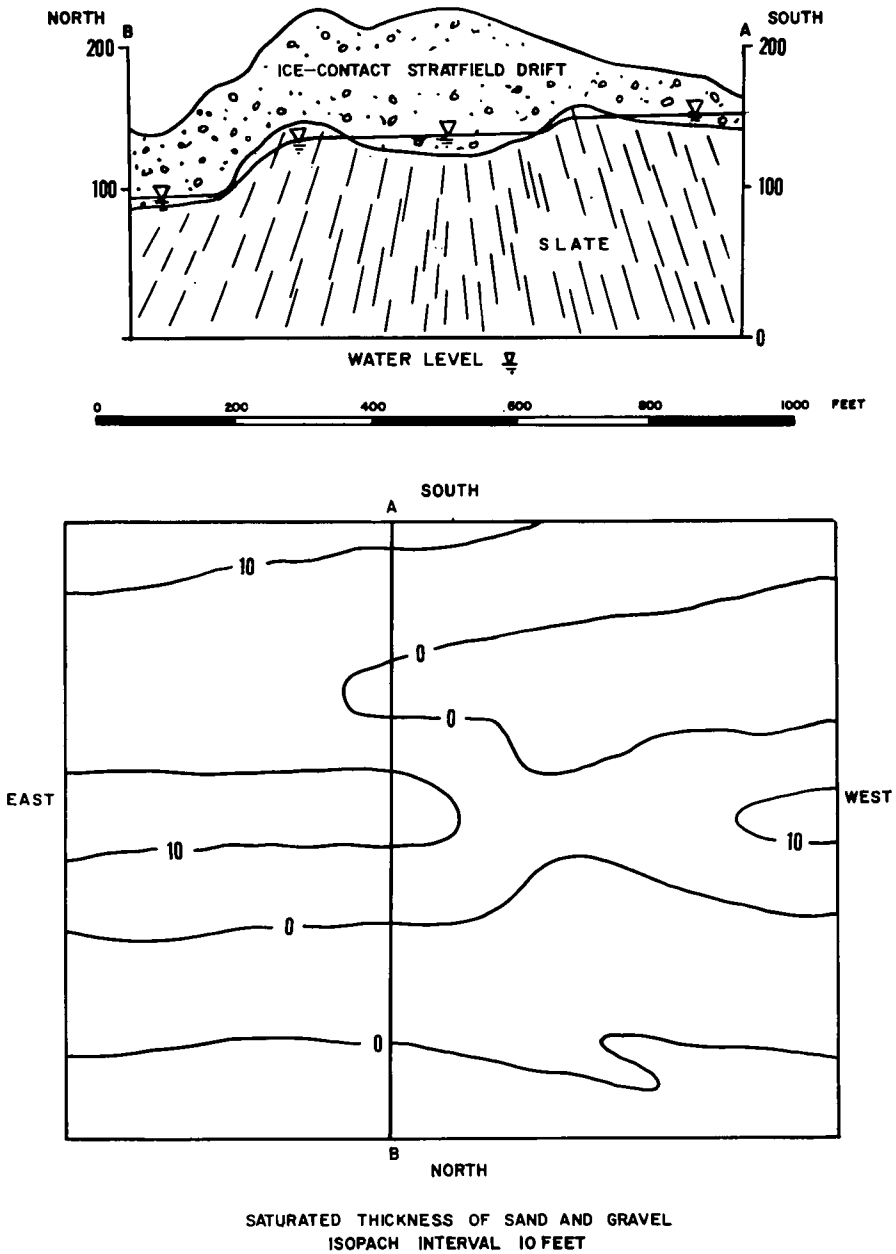 NORTH
SOUTH
B
A
200
200
ICE-CONTACT STRATFIELD DRIFT
100
100
SLATE
0
WATER LEVEL
0 200 400 600 800 1000 FEET
SOUTH
A
10
0
0
EAST
WEST
10
10
0
0
B
NORTH
SATURATED THICKNESS OF SAND AND GRAVEL
ISOPACH INTERVAL 10 FEET